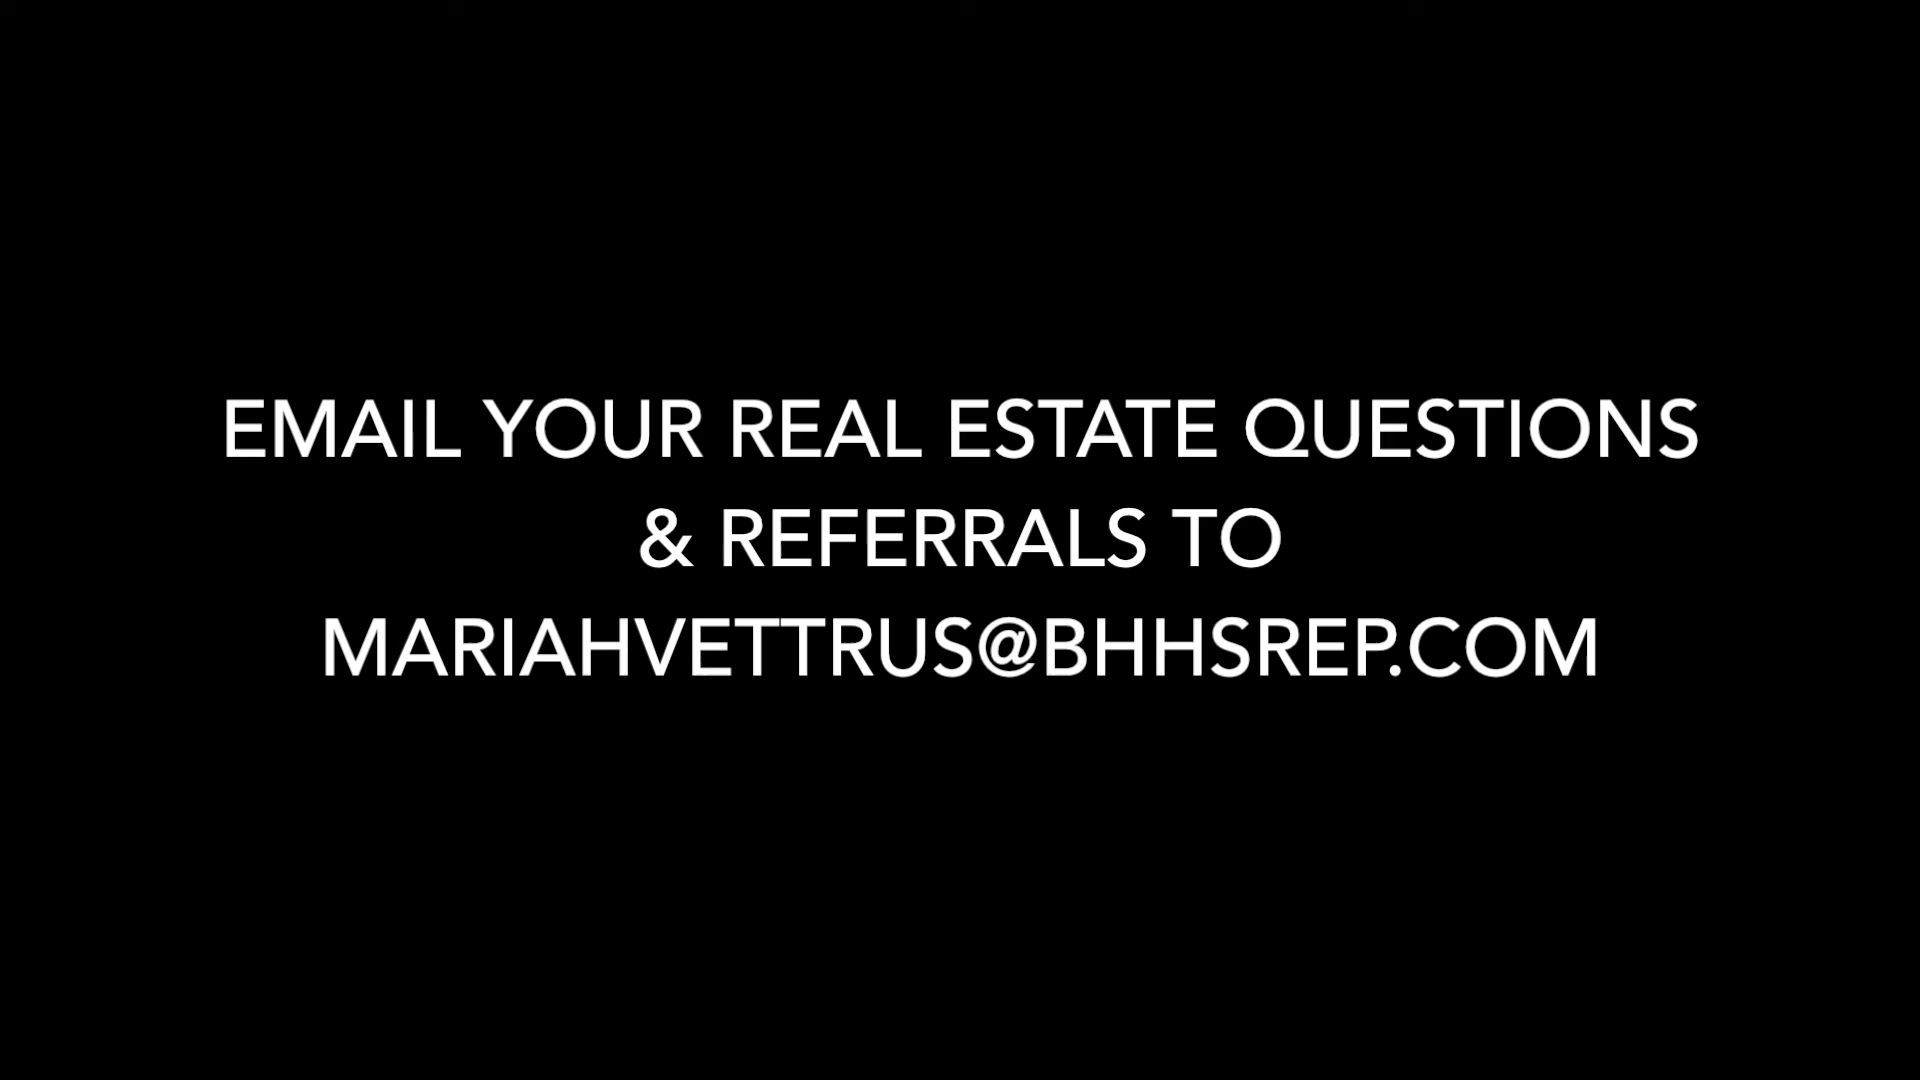 EMAIL YOUR REAL ESTATE QUESTIONS
& REFERRALS TO
MARIAHVETTRUS@BHHSREP.COM